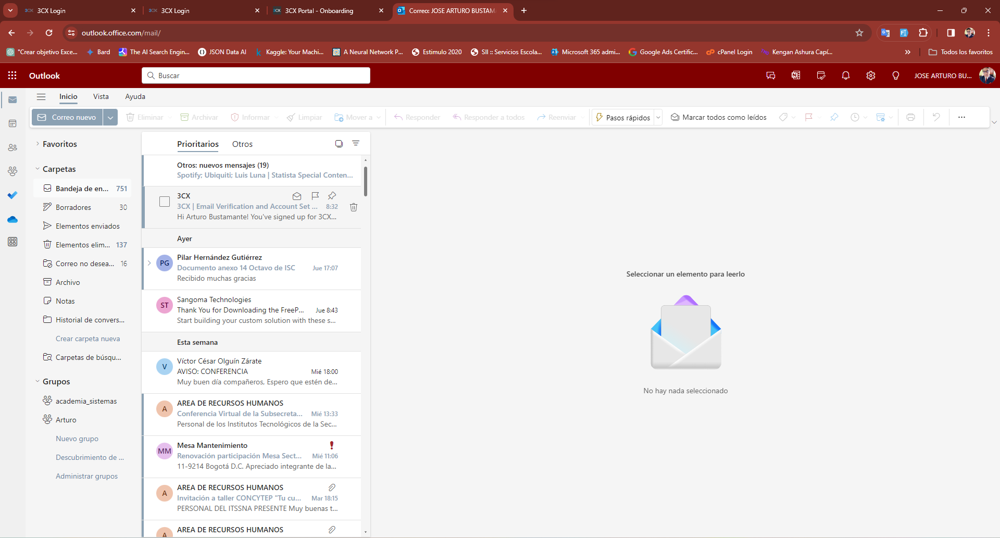 3CX Login
3CX Login
3CX Portal - Onboarding
Correo: JOSE ARTURO BUSTAM
outlook.office.com/mail/
"Crear objetivo Exce...
Bard
The AI Search Engin...
JSON Data AI
Kaggle: Your Machi...
A Neural Network P...
Estimulo 2020
SII :: Servicios Escola...
Microsoft 365 admi...
Google Ads Certific...
cPanel Login
Kengan Ashura Capí...
Todos los favoritos
Outlook
Buscar
JOSE ARTURO BU...
Inicio
Vista
Ayuda
Correo nuevo
Eliminar
Archivar
Informar
Limpiar
Mover a
Responder
Responder a todos
Reenviar
Pasos rápidos
Marcar todos como leídos
Favoritos
Carpetas
Bandeja de en... 751
Borradores 30
Elementos enviados
Elementos elim... 137
Correo no desea... 16
Archivo
Notas
Historial de convers...
Crear carpeta nueva
Carpetas de búsqu...
Grupos
academia_sistemas
Arturo
Nuevo grupo
Descubrimiento de ...
Administrar grupos
Prioritarios
Otros
Otros: nuevos mensajes (19)
Spotify; Ubiquiti; Luis Luna | Statista Special Conten...
3CX
3CX | Email Verification and Account Set ... 8:32
Hi Arturo Bustamante! You've signed up for 3CX...
Ayer
PG
Pilar Hernández Gutiérrez
Documento anexo 14 Octavo de ISC Jue 17:07
Recibido muchas gracias
ST
Sangoma Technologies
Thank You for Downloading the FreeP... Jue 8:43
Start building your custom solution with these s...
Esta semana
V
Víctor César Olguín Zárate
AVISO: CONFERENCIA Mié 18:00
Muy buen día compañeros, Espero que estén de...
A
AREA DE RECURSOS HUMANOS
Conferencia Virtual de la Subsecreta... Mié 13:33
Personal de los Institutos Tecnológicos de la Sec...
MM
Mesa Mantenimiento
Renovación participación Mesa Sect... Mié 11:06
11-9214 Bogotá D.C. Apreciado integrante de la...
A
AREA DE RECURSOS HUMANOS
Invitación a taller CONCYTEP "Tu cu... Mar 18:15
PERSONAL DEL ITSSNA PRESENTE Muy buenas t...
A
AREA DE RECURSOS HUMANOS
Seleccionar un elemento para leerlo
No hay nada seleccionado